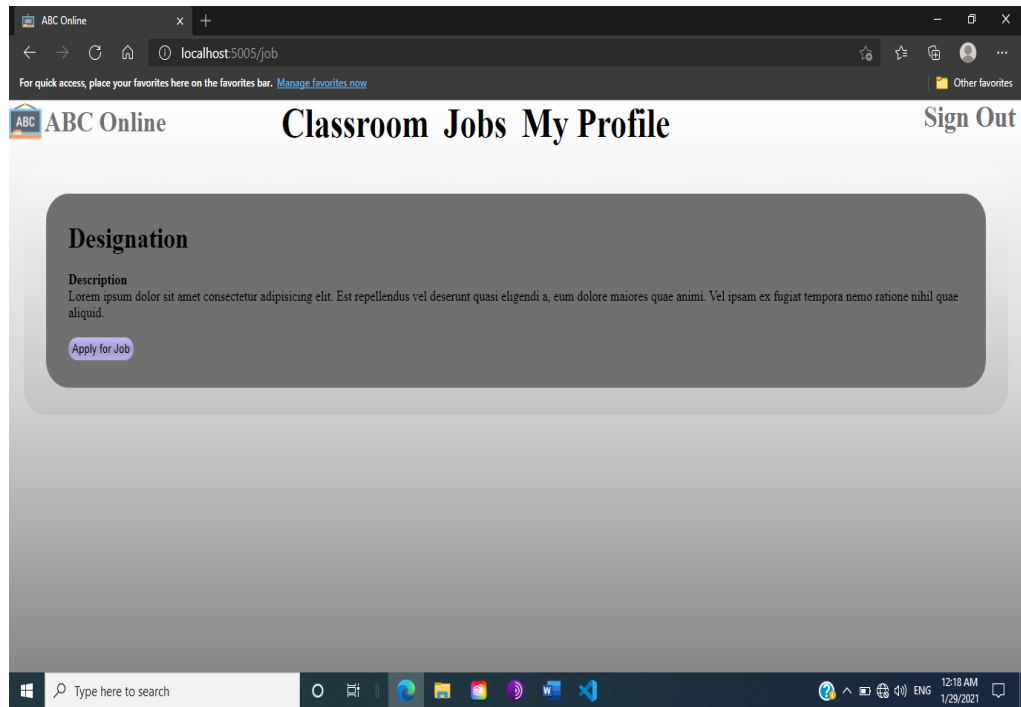 ABC Online
localhost:5005/job
For quick access, place your favorites here on the favorites bar. Manage favorites now
Other favorites
ABC ABC Online Classroom Jobs My Profile Sign Out
Designation
Description
Lorem ipsum dolor sit amet consectetur adipisicing elit. Est repellendus vel deserunt quasi eligendi a, eum dolore maiores quae animi. Vel ipsam ex fugiat tempora nemo ratione nihil quae
aliquid.
Apply for Job
Type here to search
ENG
12:18 AM
1/29/2021